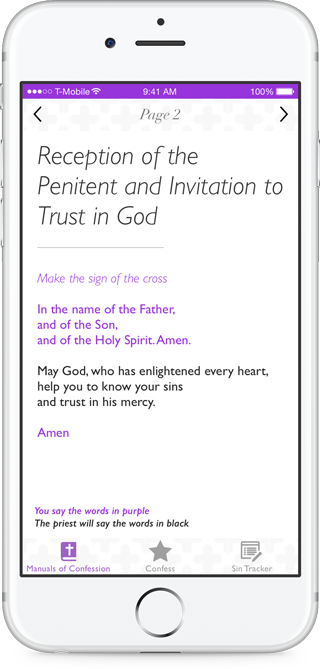 T-Mobile 9:41 AM 100%
Page 2
Reception of the
Penitent and Invitation to
Trust in God
Make the sign of the cross
In the name of the Father,
and of the Son,
and of the Holy Spirit. Amen.
May God, who has enlightened every heart,
help you to know your sins
and trust in his mercy.
Amen
You say the words in purple
The priest will say the words in black
Manuals of Confession Confess Sin Tracker